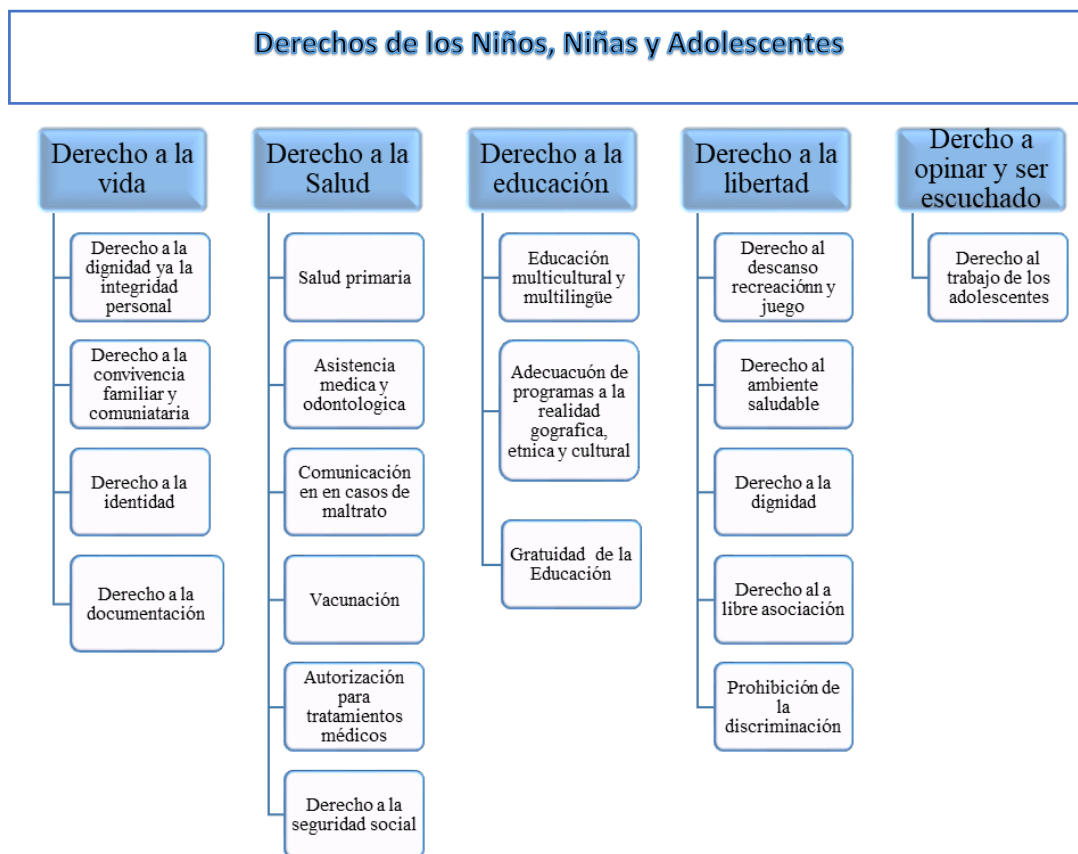 Derechos de los Niños, Niñas y Adolescentes
Derecho a la
vida
Derecho a la
dignidad ya la
integridad
personal
Derecho a la
convivencia
familiar y
comuniataria
Derecho a la
identidad
Derecho a la
documentación
Derecho a la
Salud
Salud primaria
Asistencia
medica y
odontologica
Comunicación
en en casos de
maltrato
Vacunación
Autorización
para
tratamientos
médicos
Derecho a la
seguridad social
Derecho a la
educación
Educación
multicultural y
multilingüe
Adecuacuón de
programas a la
realidad
gografica,
etnica y cultural
Gratuidad de la
Educación
Derecho a la
libertad
Derecho al
descanso
recreaciónn y
juego
Derecho al
ambiente
saludable
Derecho a la
dignidad
Derecho al a
libre asociación
Prohibición de
la
discriminación
Dercho a
opinar y ser
escuchado
Derecho al
trabajo de los
adolescentes